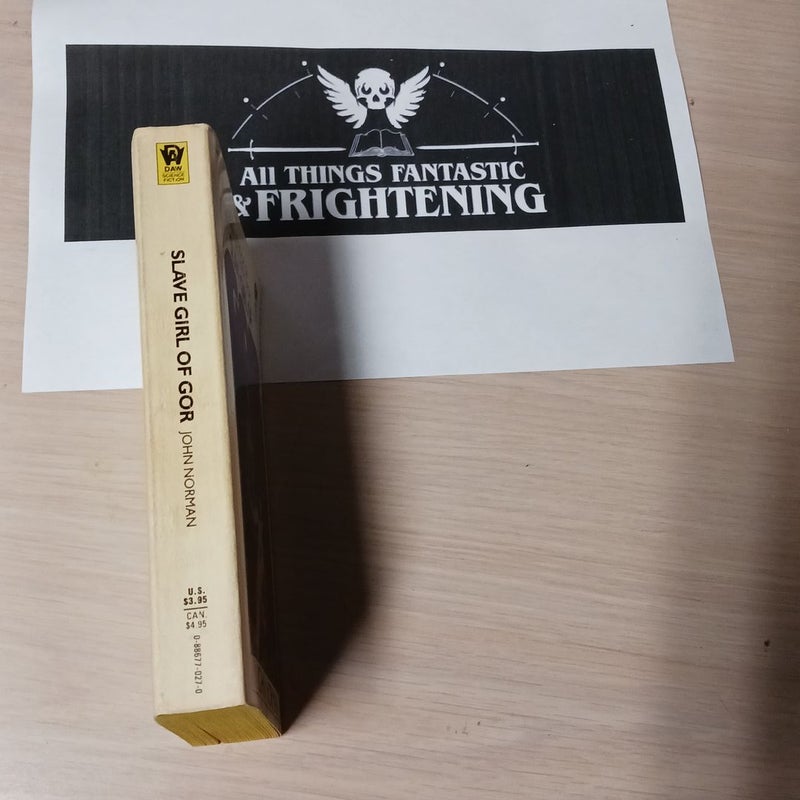 All THINGS FANTASTIC
& FRIGHTENING
DAW
SCIENCE
FICTION
SLAVE GIRL OF GOR JOHN NORMAN
U.S.
$3.95
CAN.
$4.95
0-88677-027-0